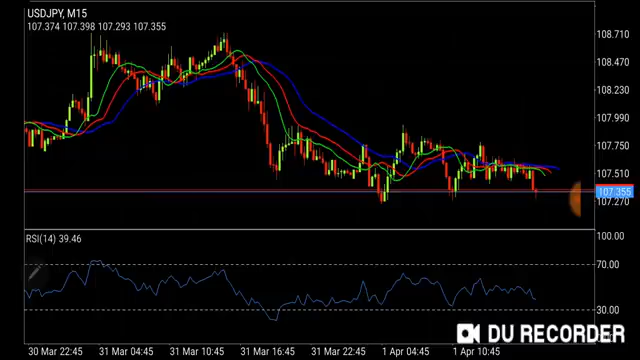 USDJPY, M15
107.374 107.398 107.293 107.355
108.710
108.470
108.230
107.990
107.750
107.510
107.355
107.270
RSI(14) 39.46
100.00
70.00
30.00
30 Mar 22:45 31 Mar 04:45 31 Mar 10:45 31 Mar 16:45 31 Mar 22:45 1 Apr 04:45 1 Apr 10:45
DU RECORDER